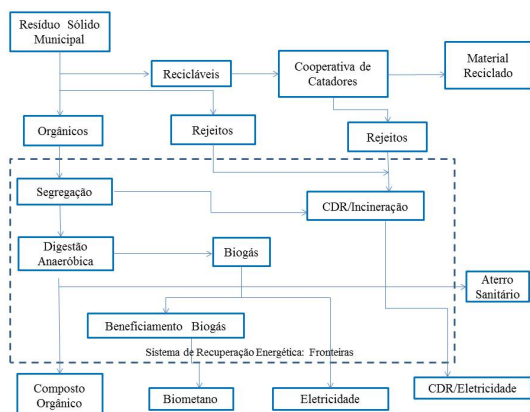 Resíduo Sólido
Municipal
Recicláveis
Cooperativa de
Catadores
Material
Reciclado
Orgânicos
Rejeitos
Rejeitos
Segregação
CDR/Incineração
Digestão
Anaeróbica
Biogás
Aterro
Sanitário
Beneficiamento Biogás
Sistema de Recuperação Energética: Fronteiras
Composto
Orgânico
Biometano
Eletricidade
CDR/Eletricidade